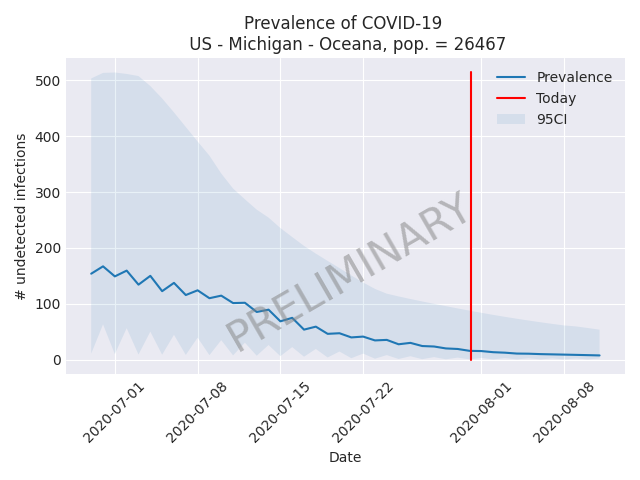 Prevalence of COVID-19
US - Michigan - Oceana, pop. = 26467
Prevalence
Today
95CI
500
400
300
200
100
0
# undetected infections
PRELIMINARY
2020-07-01
2020-07-08
2020-07-15
2020-07-22
2020-08-01
2020-08-08
Date